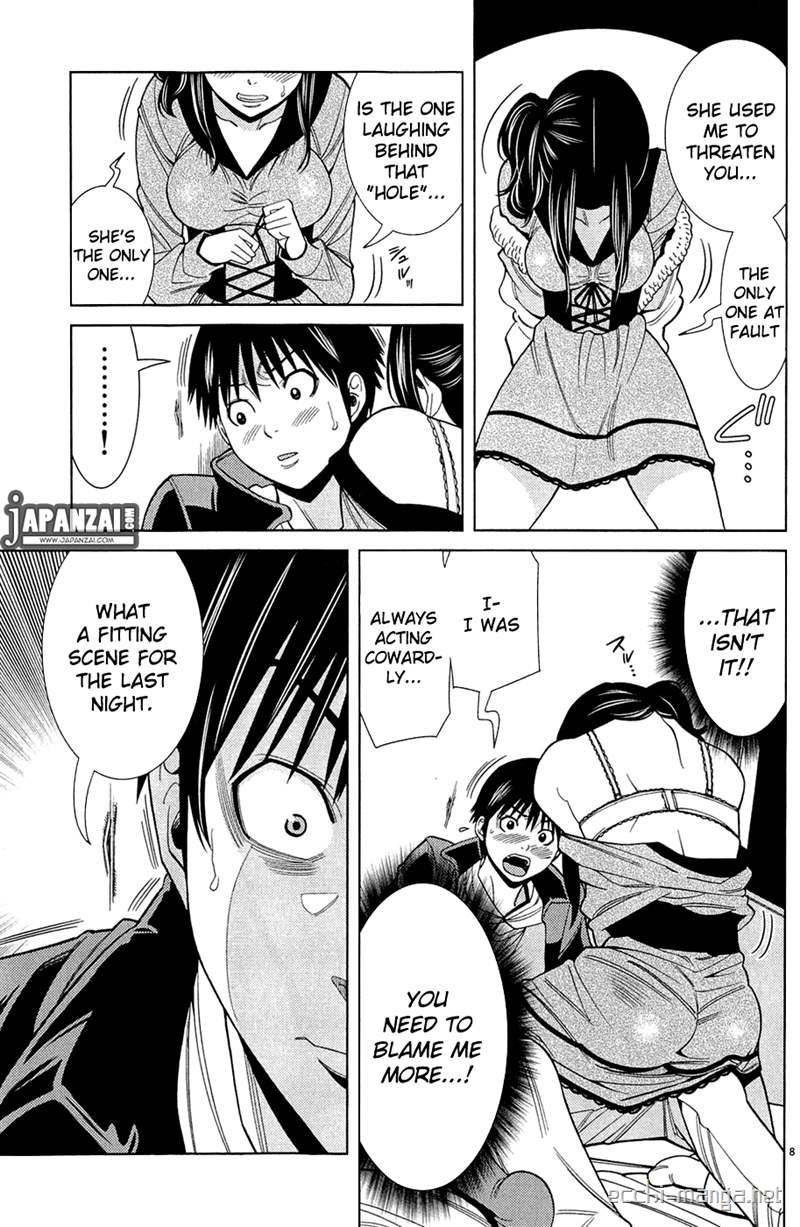 SHE USED
ME TO
THREATEN
YOU...
THE
ONLY
ONE AT
FAULT
IS THE ONE
LAUGHING
BEHIND
THAT
"HOLE"...
SHE'S
THE ONLY
ONE...
........!
JAPANZAI.COM
WWW.JAPANZAI.COM
...THAT
ISN'T
IT!!
I-
I WAS
ALWAYS
ACTING
COWARD-
LY...
YOU
NEED TO
BLAME ME
MORE...!
WHAT
A FITTING
SCENE FOR
THE LAST
NIGHT.
8
ecchi-manga.net